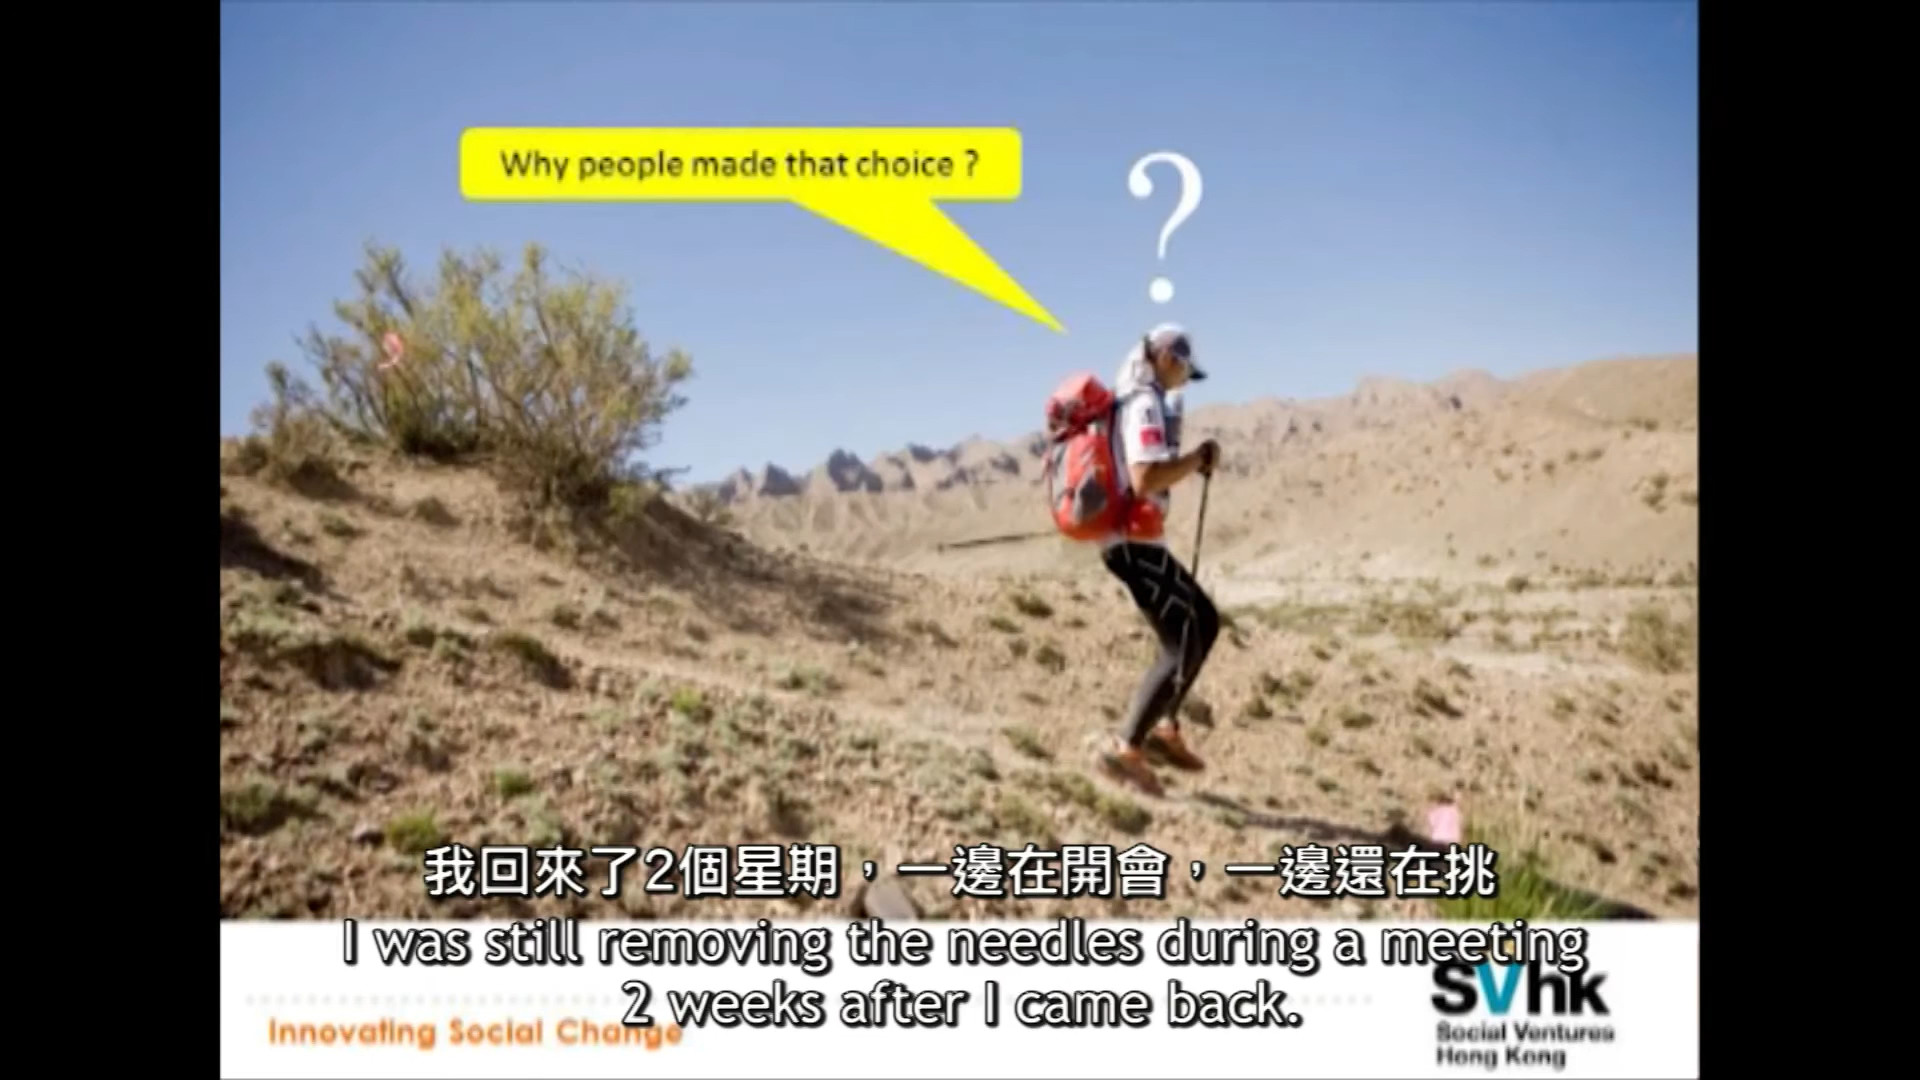 Why people made that choice ?
?
我回來了2個星期，一邊在開會，一邊還在挑
I was still removing the needles during a meeting
2 weeks after I came back.
Innovating Social Change
SVhk
Social Ventures
Hong Kong